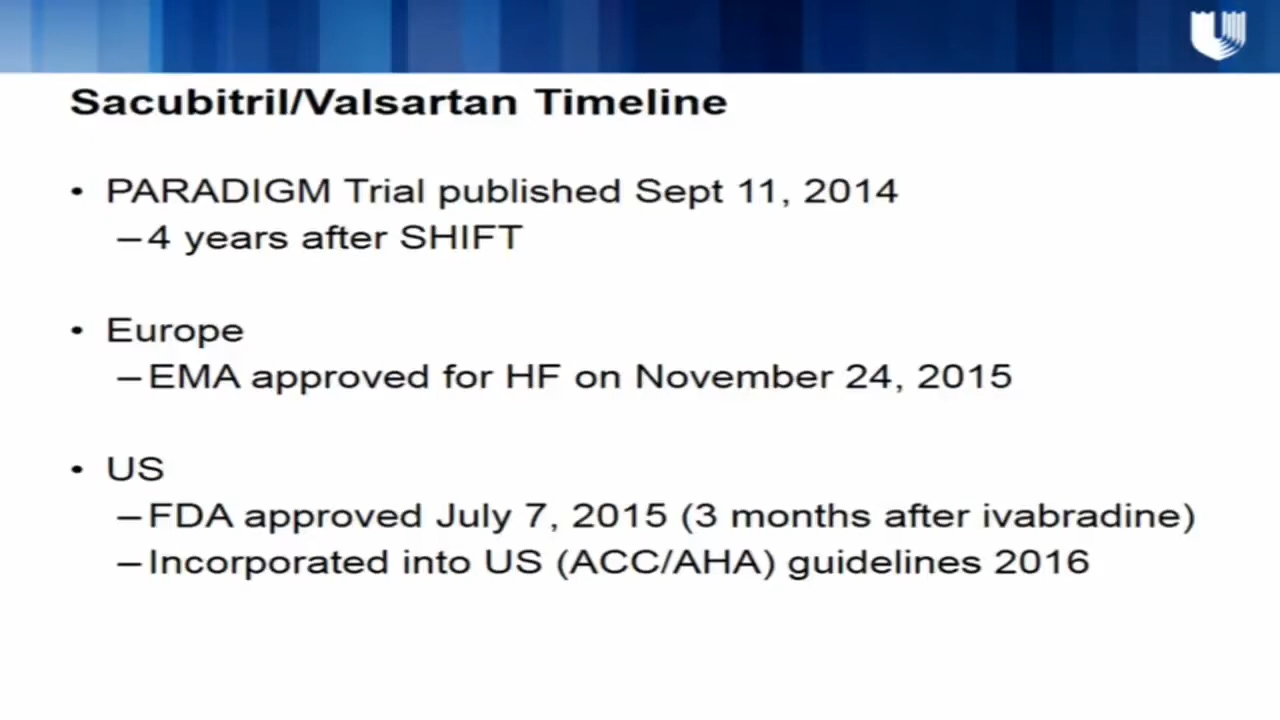 Sacubitril/Valsartan Timeline
• PARADIGM Trial published Sept 11, 2014
–4 years after SHIFT
• Europe
–EMA approved for HF on November 24, 2015
• US
–FDA approved July 7, 2015 (3 months after ivabradine)
–Incorporated into US (ACC/AHA) guidelines 2016